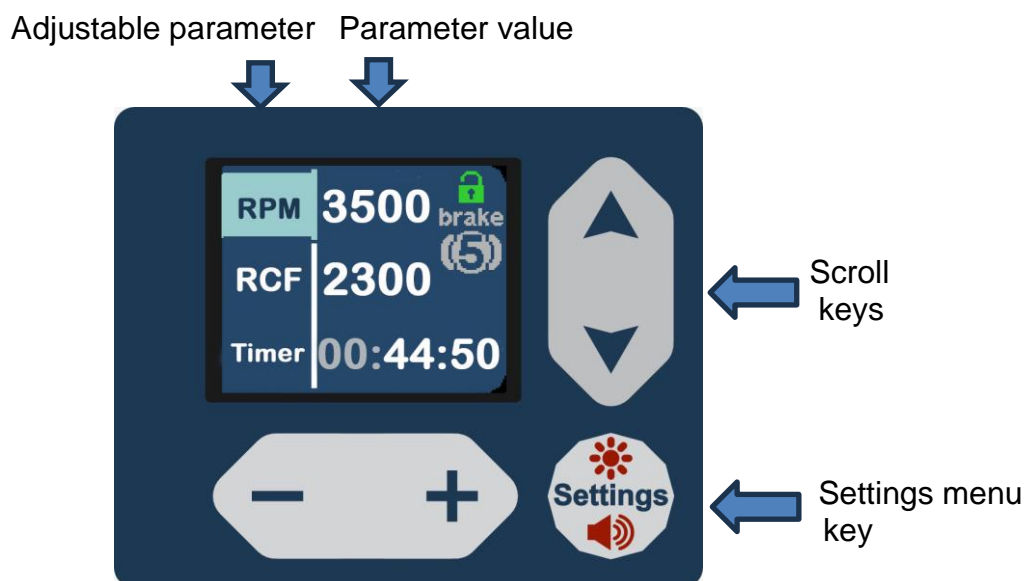 Adjustable parameter Parameter value
RPM 3500 brake
(5)
RCF 2300
Timer 00:44:50
Scroll
keys
− +
Settings
Settings menu
key